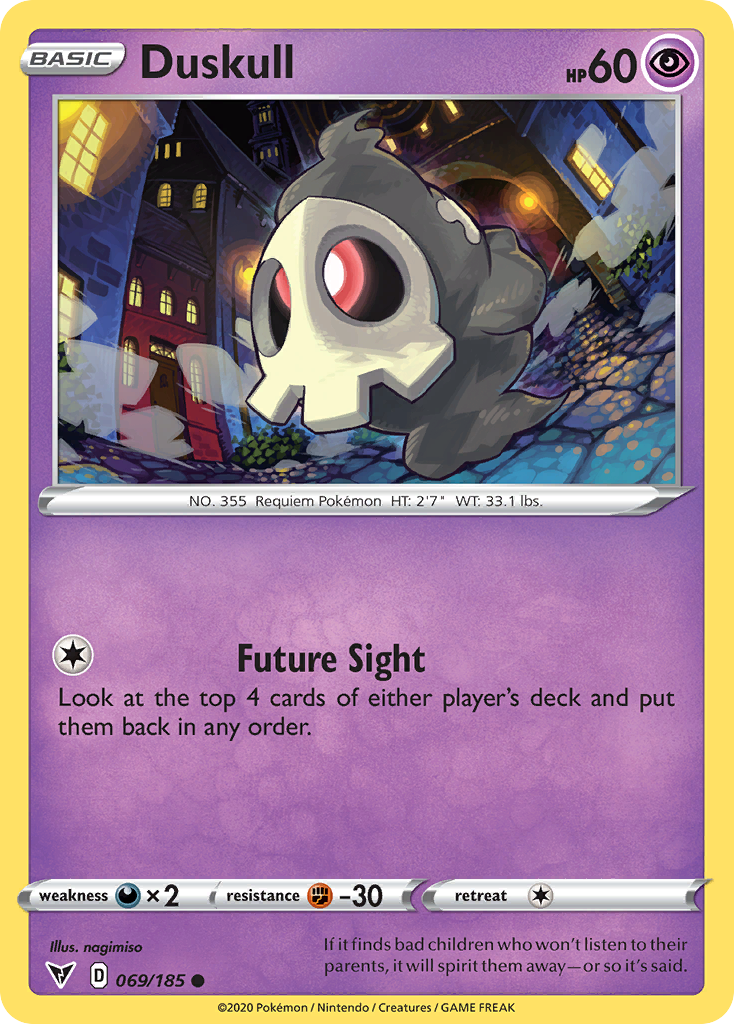 BASIC Duskull HP 60
NO. 355 Requiem Pokémon HT: 2'7" WT: 33.1 lbs.
Future Sight
Look at the top 4 cards of either player's deck and put
them back in any order.
weakness ×2 resistance -30 retreat
Illus. nagimiso
If it finds bad children who won't listen to their
parents, it will spirit them away—or so it's said.
D 069/185
©2020 Pokémon / Nintendo / Creatures / GAME FREAK